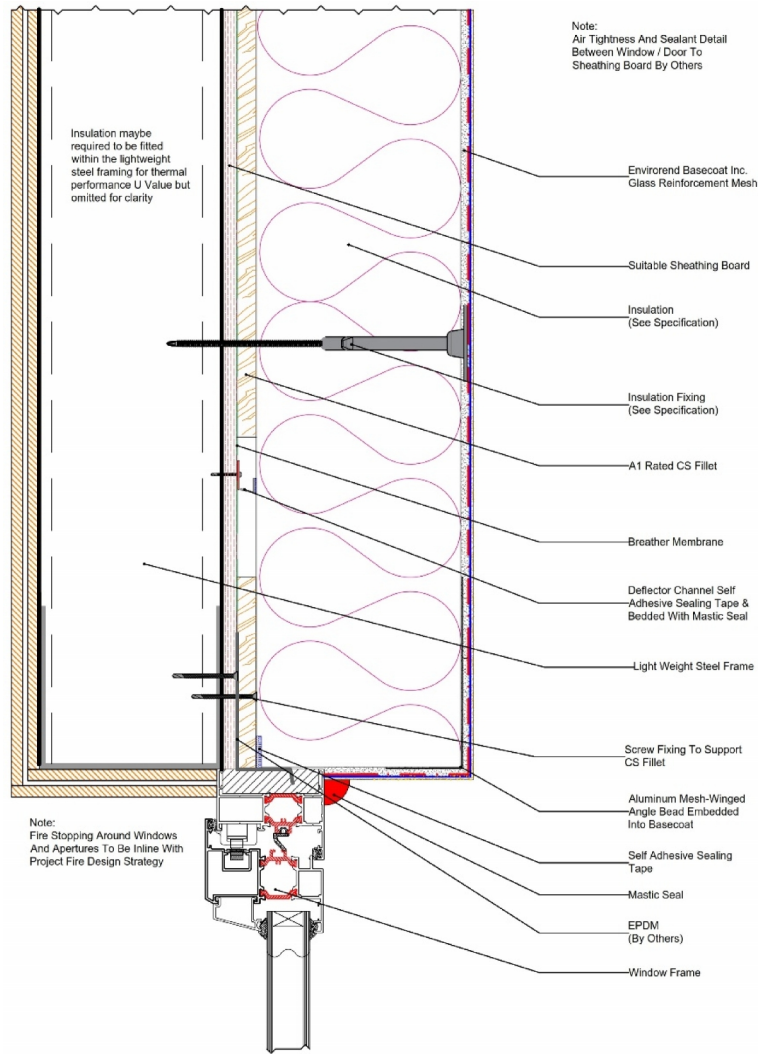 Note:
Air Tightness And Sealant Detail
Between Window / Door To
Sheathing Board By Others
Insulation maybe
required to be fitted
within the lightweight
steel framing for thermal
performance U Value but
omitted for clarity
Envirorend Basecoat Inc.
Glass Reinforcement Mesh
Suitable Sheathing Board
Insulation
(See Specification)
Insulation Fixing
(See Specification)
A1 Rated CS Fillet
Breather Membrane
Deflector Channel Self
Adhesive Sealing Tape &
Bedded With Mastic Seal
Light Weight Steel Frame
Screw Fixing To Support
CS Fillet
Aluminum Mesh-Winged
Angle Bead Embedded
Into Basecoat
Note:
Fire Stopping Around Windows
And Apertures To Be Inline With
Project Fire Design Strategy
Self Adhesive Sealing
Tape
Mastic Seal
EPDM
(By Others)
Window Frame